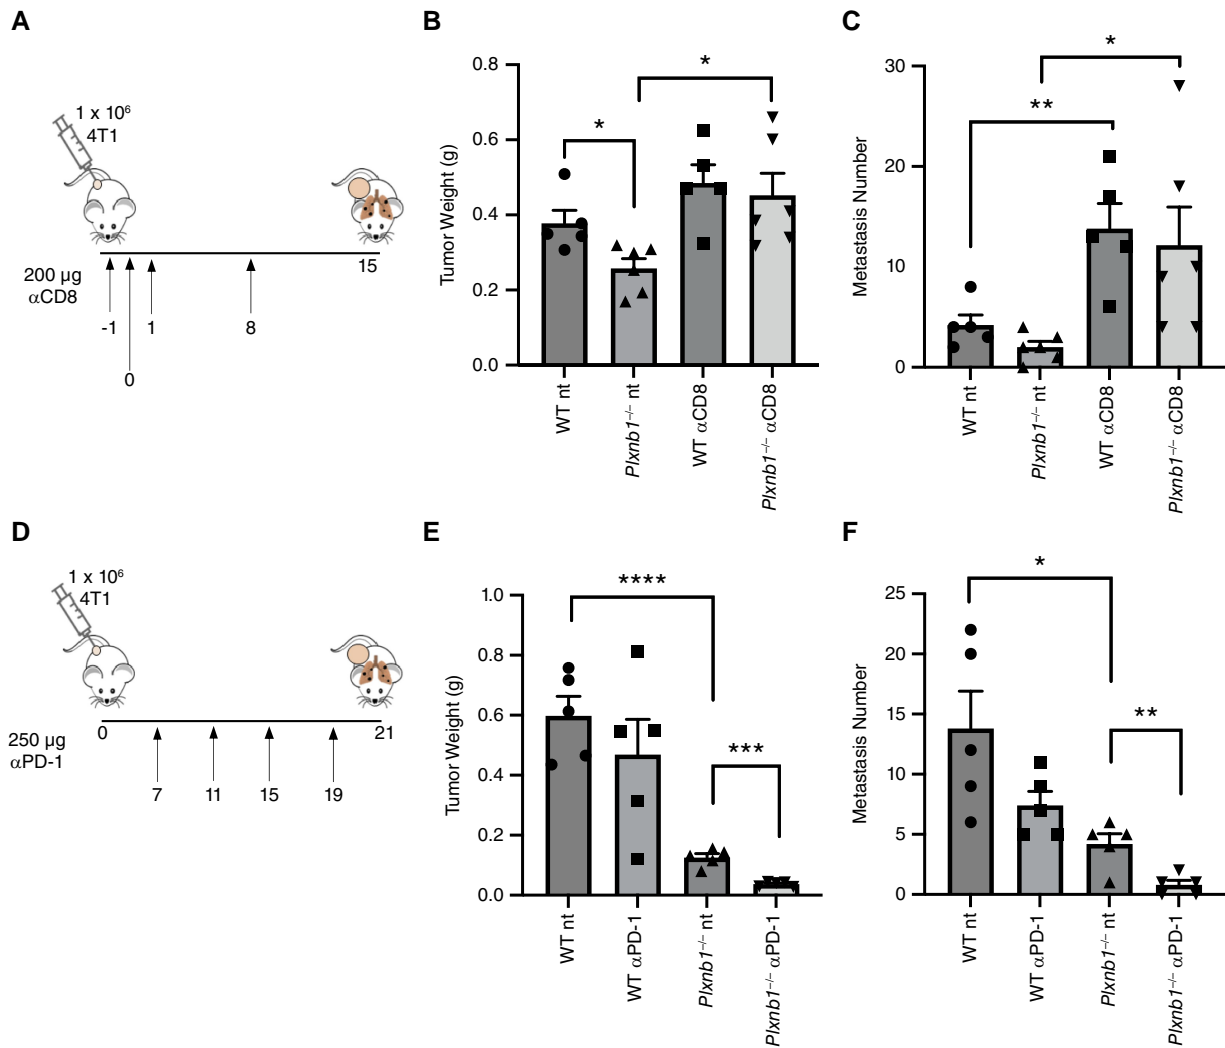 A
1 x 10⁶
4T1
200 µg
αCD8
-1
0
1
8
15
B
Tumor Weight (g)
0.8
0.6
0.4
0.2
0.0
*
*
WT nt
Plxnb1⁻/⁻ nt
WT αCD8
Plxnb1⁻/⁻ αCD8
C
Metastasis Number
30
20
10
0
**
*
WT nt
Plxnb1⁻/⁻ nt
WT αCD8
Plxnb1⁻/⁻ αCD8
D
1 x 10⁶
4T1
250 µg
αPD-1
0
7
11
15
19
21
E
Tumor Weight (g)
1.0
0.8
0.6
0.4
0.2
0.0
****
***
WT nt
WT αPD-1
Plxnb1⁻/⁻ nt
Plxnb1⁻/⁻ αPD-1
F
Metastasis Number
25
20
15
10
5
0
*
**
WT nt
WT αPD-1
Plxnb1⁻/⁻ nt
Plxnb1⁻/⁻ αPD-1